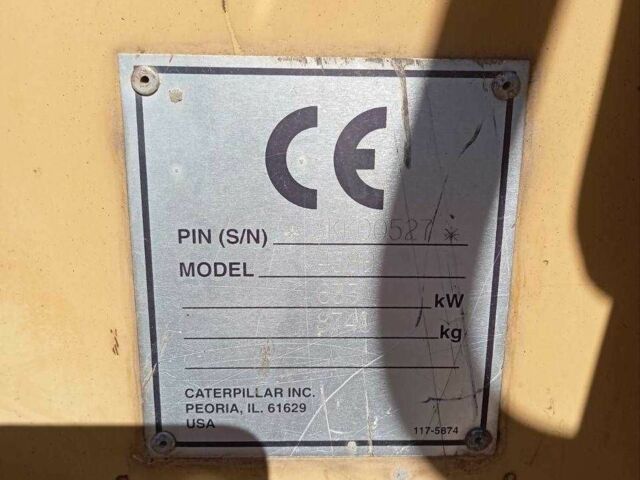 CE
PIN (S/N)
MODEL
kW
kg
CATERPILLAR INC.
PEORIA, IL. 61629
USA
117-5874